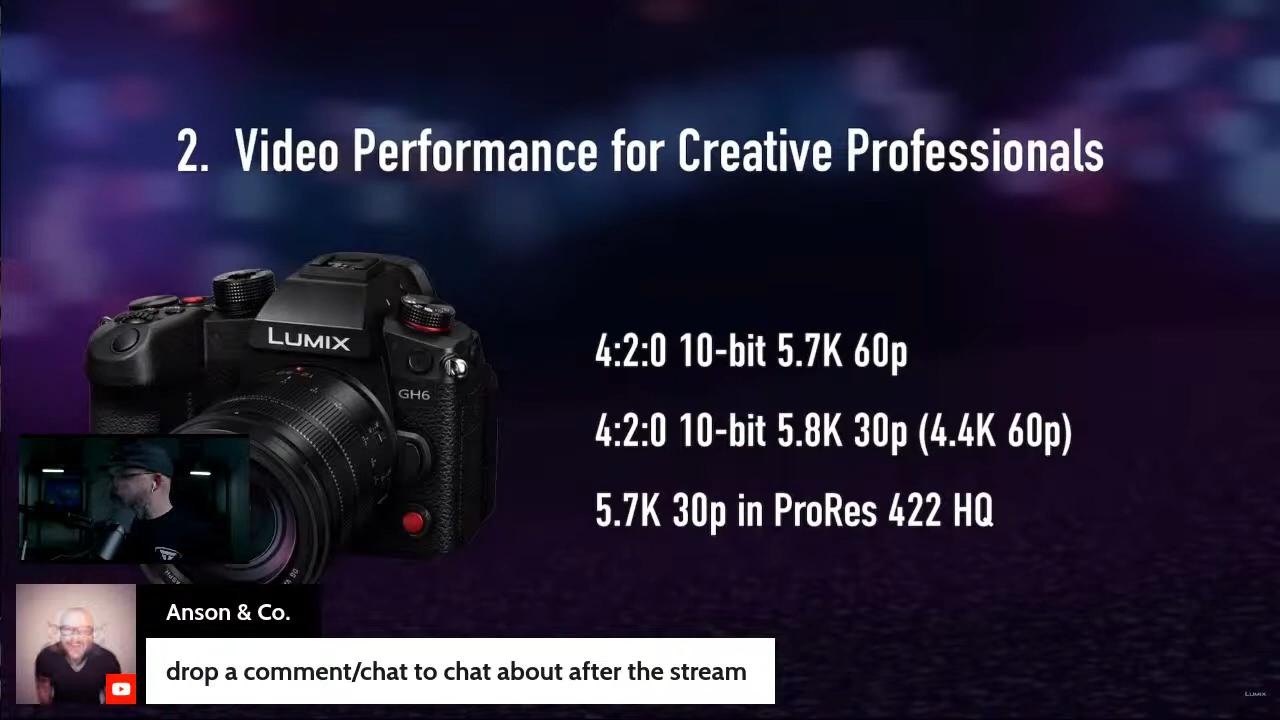 2. Video Performance for Creative Professionals
LUMIX
GH6
4:2:0 10-bit 5.7K 60p
4:2:0 10-bit 5.8K 30p (4.4K 60p)
5.7K 30p in ProRes 422 HQ
Anson & Co.
drop a comment/chat to chat about after the stream
LUMIX